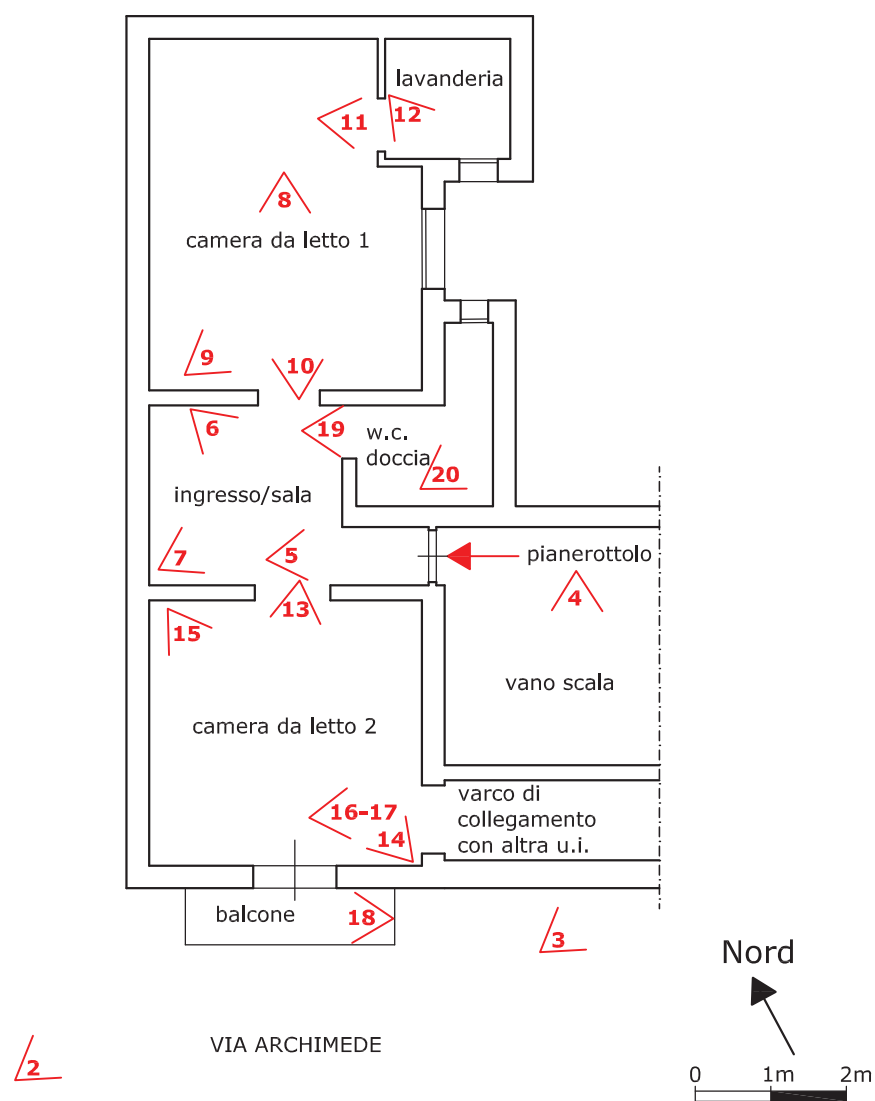 lavanderia
12
11
8
camera da letto 1
9
10
6
19
w.c.
doccia
20
ingresso/sala
7
5
pianerottolo
4
13
15
vano scala
camera da letto 2
16-17
14
varco di
collegamento
con altra u.i.
balcone
18
3
Nord
VIA ARCHIMEDE
2
0 1m 2m